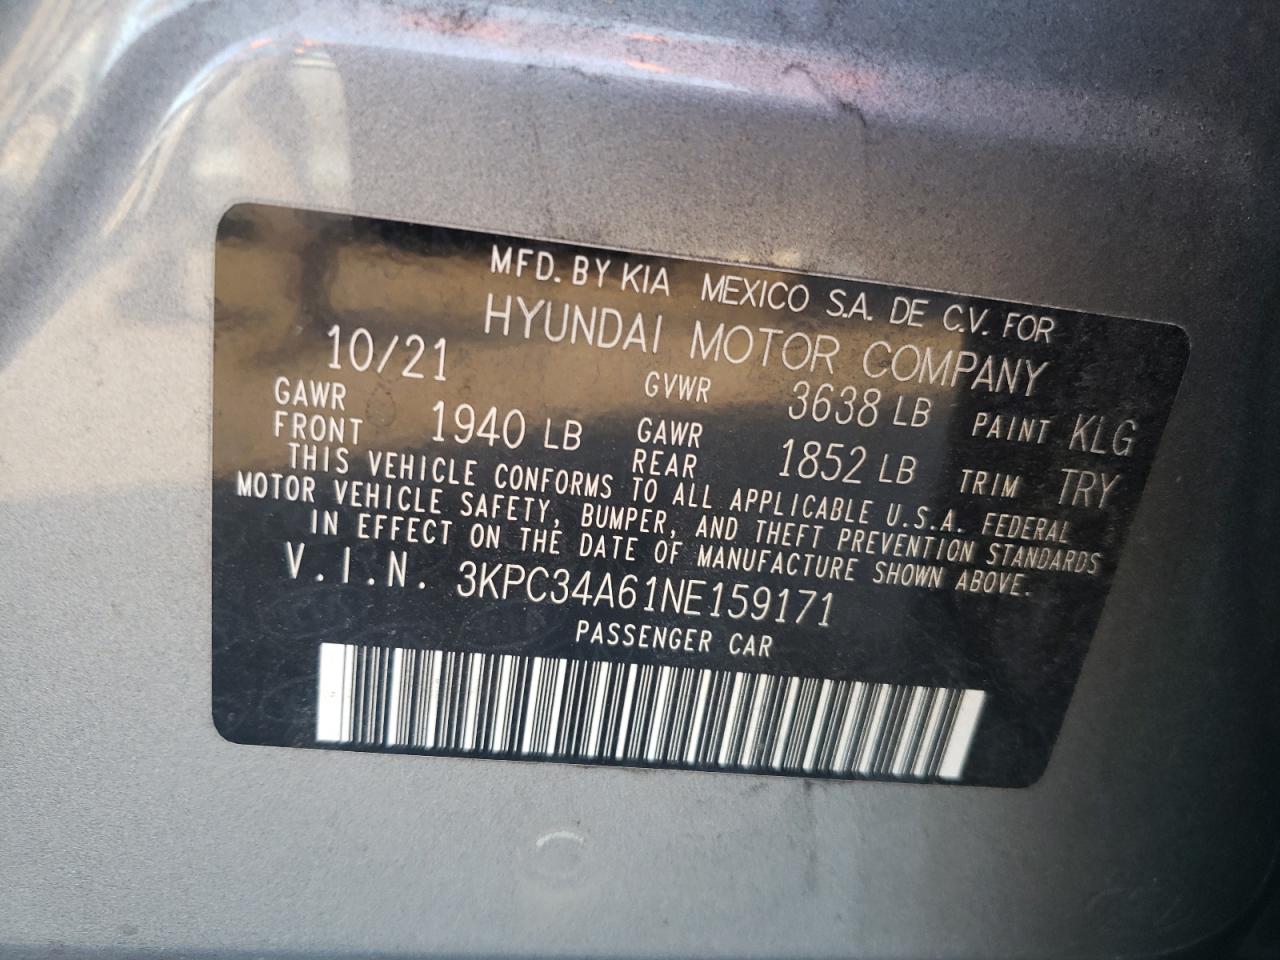 MFD. BY KIA MEXICO S.A. DE C.V. FOR
HYUNDAI MOTOR COMPANY
10/21 GVWR 3638 LB PAINT KLG
GAWR FRONT 1940 LB GAWR REAR 1852 LB TRIM TRY
THIS VEHICLE CONFORMS TO ALL APPLICABLE U.S.A. FEDERAL
MOTOR VEHICLE SAFETY, BUMPER, AND THEFT PREVENTION STANDARDS
IN EFFECT ON THE DATE OF MANUFACTURE SHOWN ABOVE.
V.I.N. 3KPC34A61NE159171
PASSENGER CAR